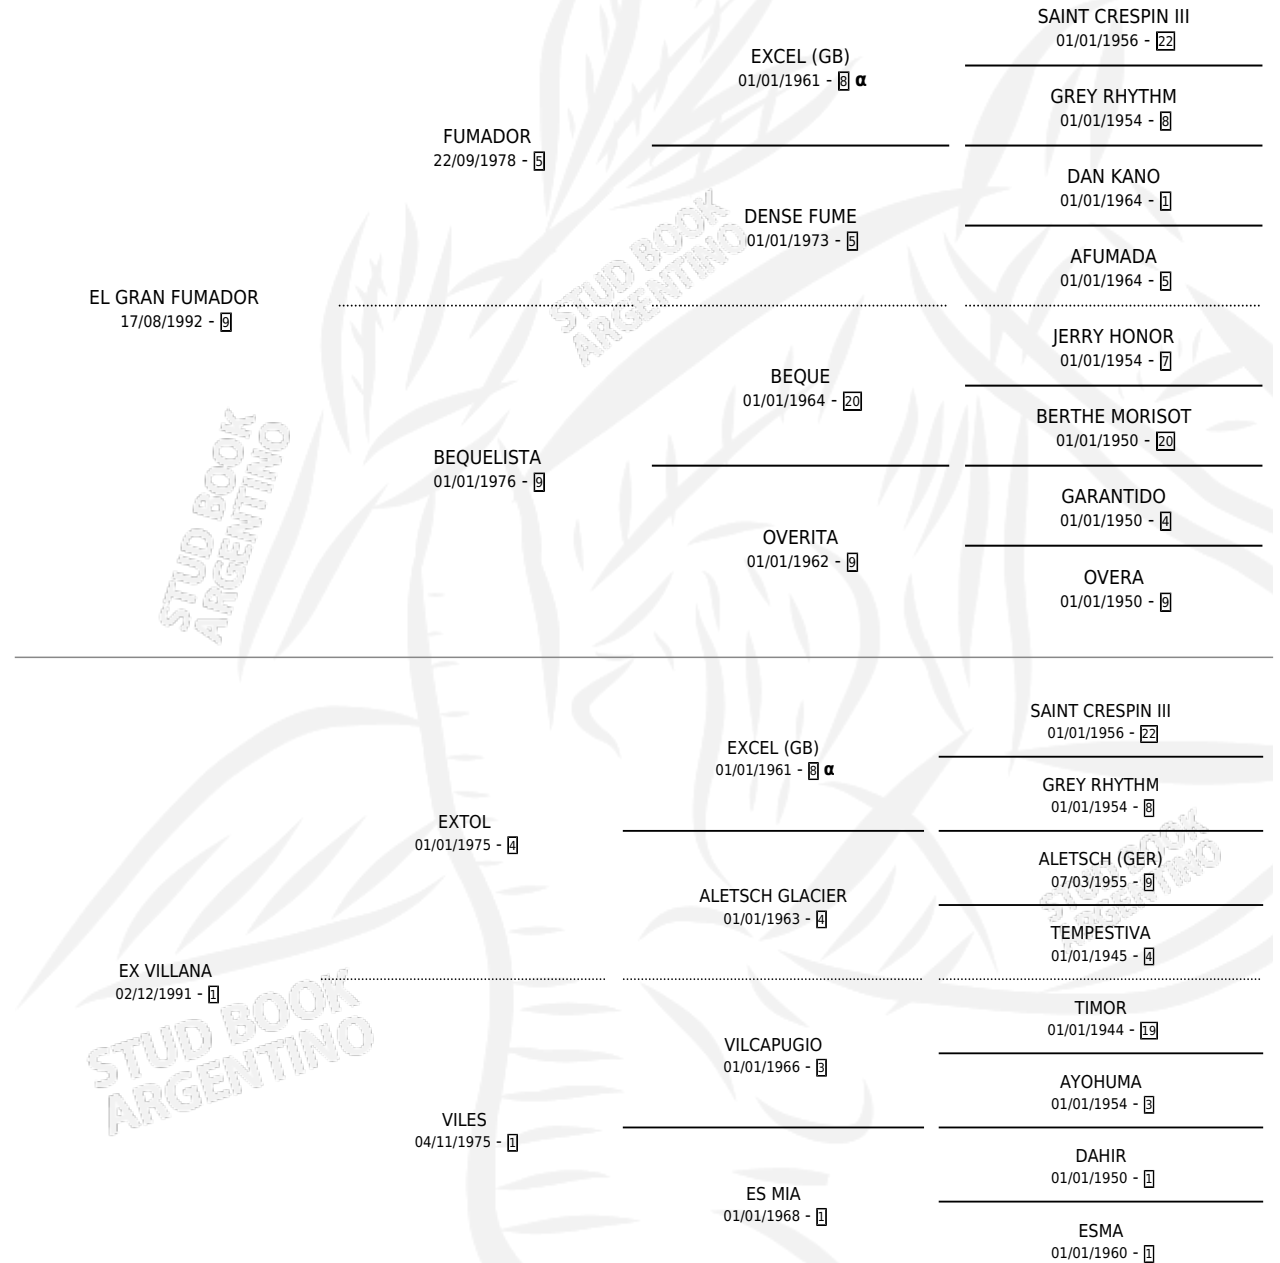 SAINT CRESPIN III
01/01/1956 - 22
EXCEL (GB)
01/01/1961 - 8 α
GREY RHYTHM
01/01/1954 - 8
FUMADOR
22/09/1978 - 5
DAN KANO
01/01/1964 - 1
DENSE FUME
01/01/1973 - 5
AFUMADA
01/01/1964 - 5
EL GRAN FUMADOR
17/08/1992 - 9
JERRY HONOR
01/01/1954 - 7
BEQUE
01/01/1964 - 20
BERTHE MORISOT
01/01/1950 - 20
BEQUELISTA
01/01/1976 - 9
GARANTIDO
01/01/1950 - 4
OVERITA
01/01/1962 - 9
OVERA
01/01/1950 - 9
STUD BOOK
ARGENTINO
STUD BOOK
ARGENTINO
SAINT CRESPIN III
01/01/1956 - 22
EXCEL (GB)
01/01/1961 - 8 α
GREY RHYTHM
01/01/1954 - 8
EXTOL
01/01/1975 - 4
ALETSCH (GER)
07/03/1955 - 9
ALETSCH GLACIER
01/01/1963 - 4
TEMPESTIVA
01/01/1945 - 4
EX VILLANA
02/12/1991 - 1
TIMOR
01/01/1944 - 19
VILCAPUGIO
01/01/1966 - 3
AYOHUMA
01/01/1954 - 3
VILES
04/11/1975 - 1
DAHIR
01/01/1950 - 1
ES MIA
01/01/1968 - 1
ESMA
01/01/1960 - 1
STUD BOOK
ARGENTINO
STUD BOOK
ARGENTINO